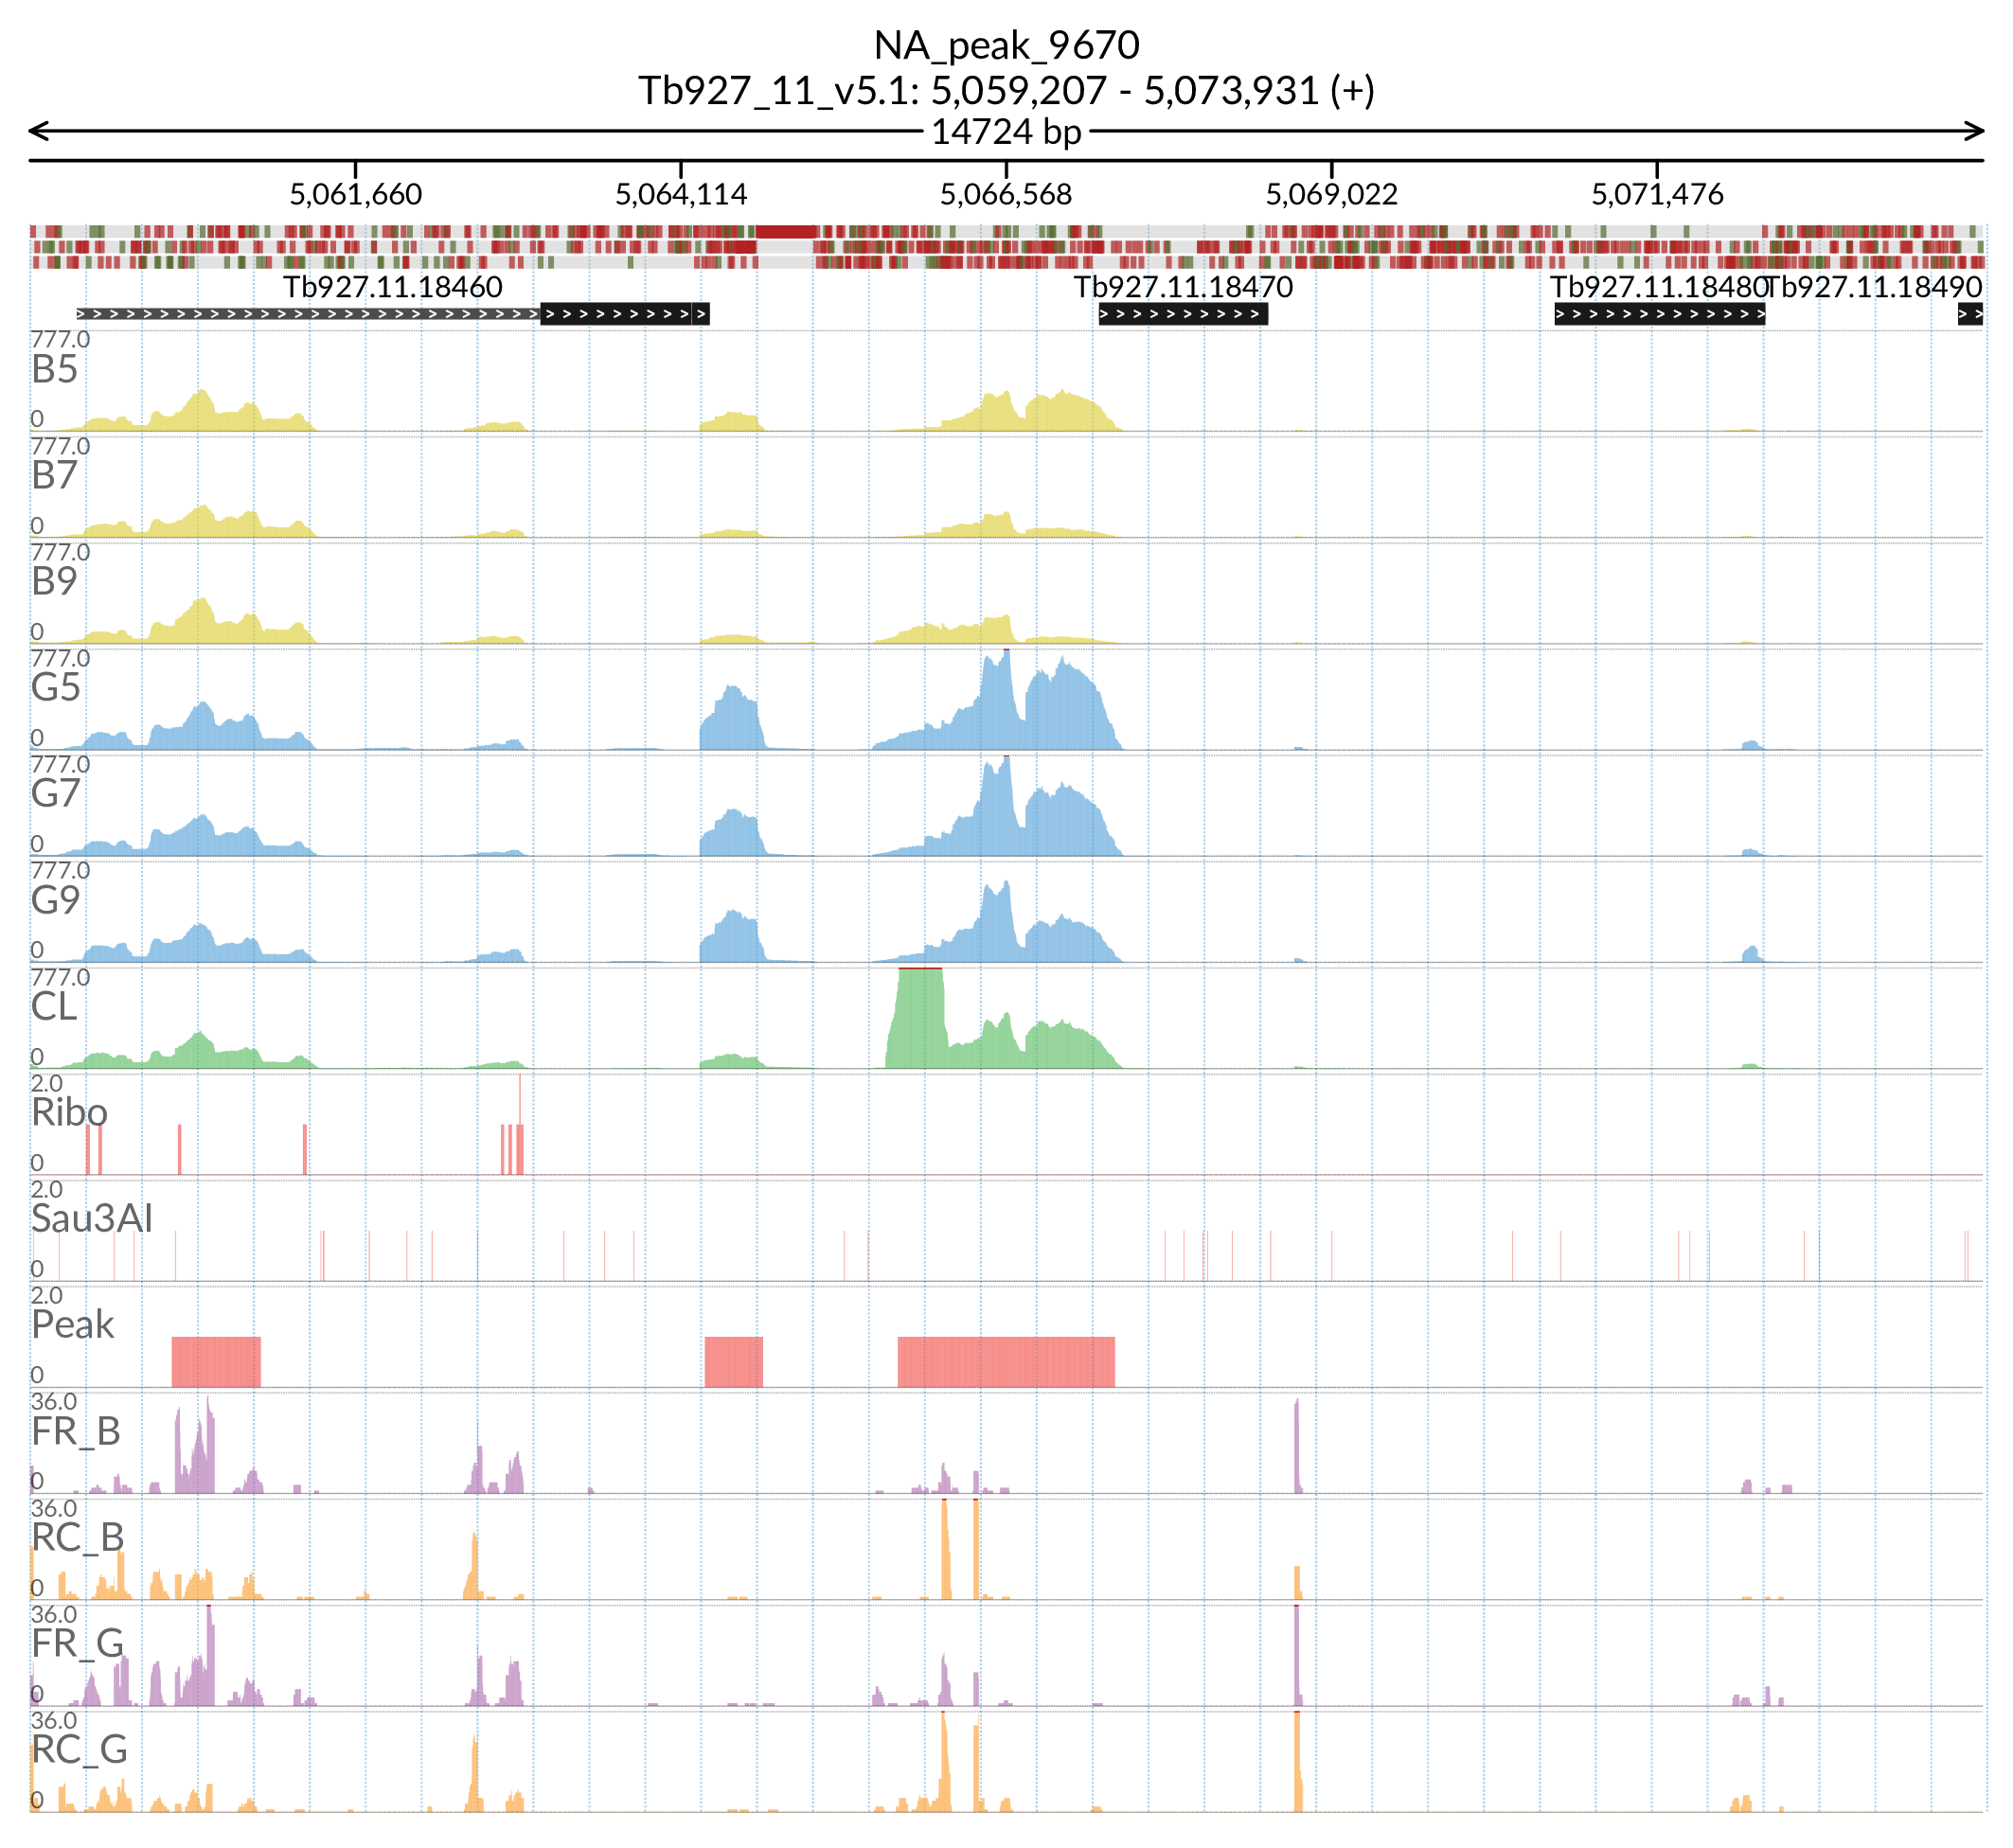 NA_peak_9670
Tb927_11_v5.1: 5,059,207 - 5,073,931 (+)
14724 bp
5,061,660 5,064,114 5,066,568 5,069,022 5,071,476
Tb927.11.18460 Tb927.11.18470 Tb927.11.18480 Tb927.11.18490
777.0
B5
0
777.0
B7
0
777.0
B9
0
777.0
G5
0
777.0
G7
0
777.0
G9
0
777.0
CL
0
2.0
Ribo
0
2.0
Sau3AI
0
2.0
Peak
0
36.0
FR_B
0
36.0
RC_B
0
36.0
FR_G
0
36.0
RC_G
0